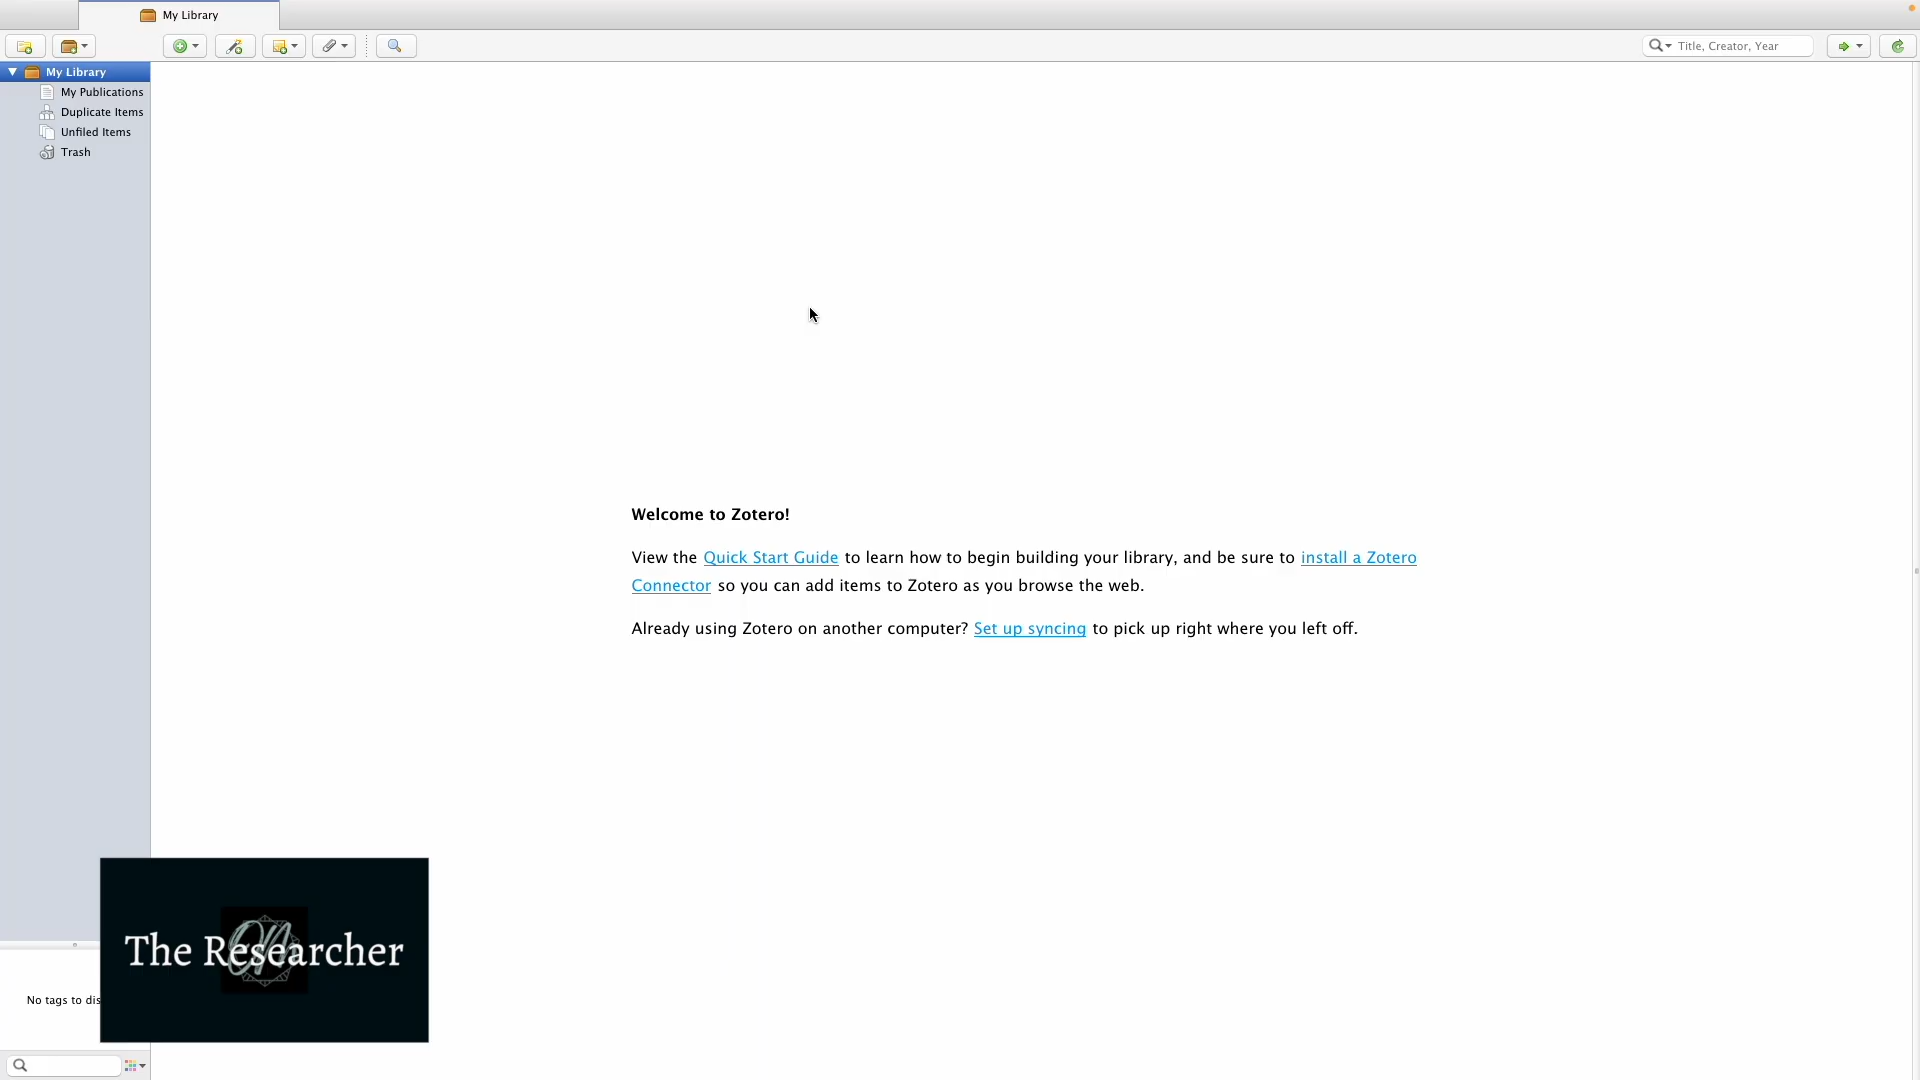 My Library
Title, Creator, Year
My Library
My Publications
Duplicate Items
Unfiled Items
Trash
Welcome to Zotero!
View the Quick Start Guide to learn how to begin building your library, and be sure to install a Zotero
Connector so you can add items to Zotero as you browse the web.
Already using Zotero on another computer? Set up syncing to pick up right where you left off.
The Researcher
No tags to dis